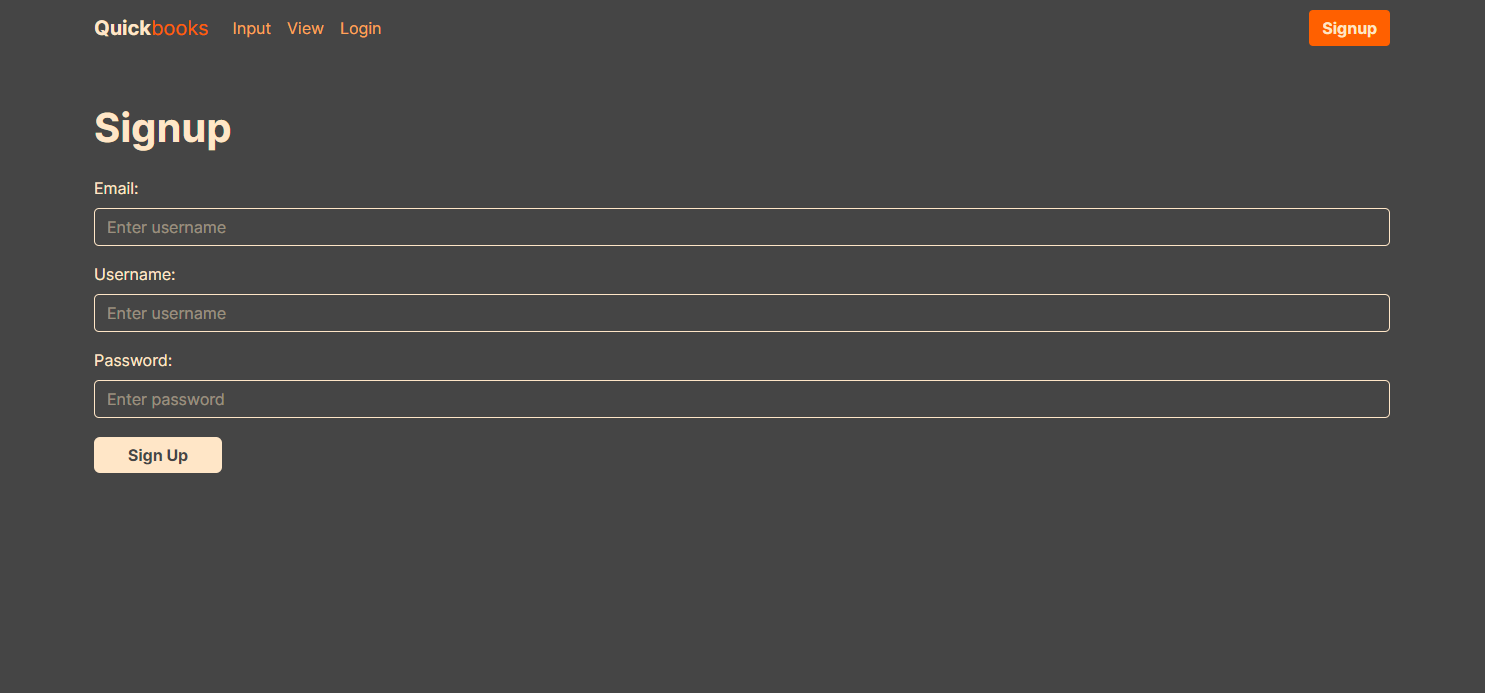 Quickbooks Input View Login Signup
Signup
Email:
Enter username
Username:
Enter username
Password:
Enter password
Sign Up